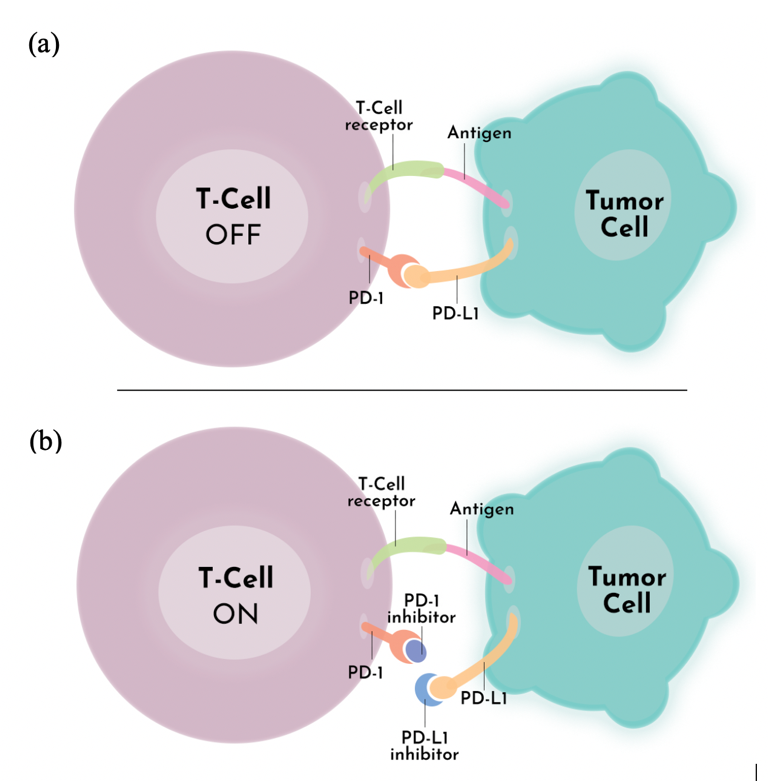 (a)
T-Cell
receptor
Antigen
T-Cell
OFF
Tumor
Cell
PD-1
PD-L1
(b)
T-Cell
receptor
Antigen
T-Cell
ON
Tumor
Cell
PD-1
inhibitor
PD-1
PD-L1
PD-L1
inhibitor